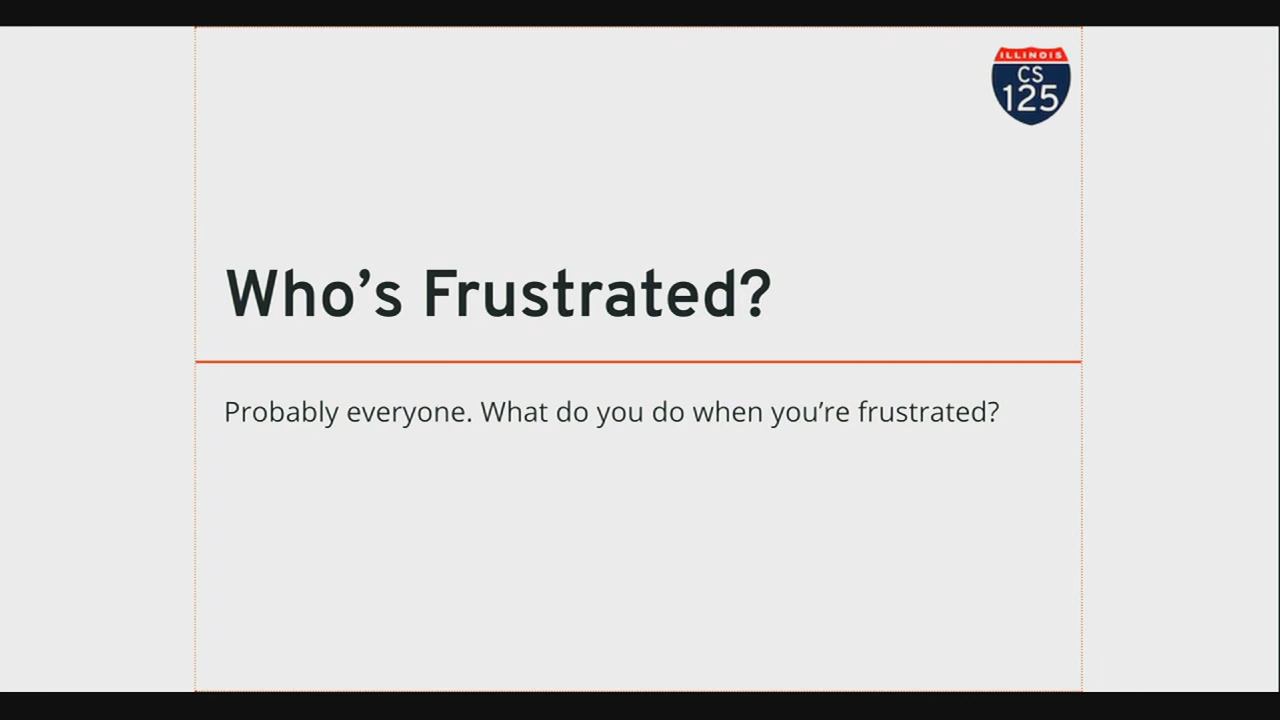 ILLINOIS
CS
125
Who’s Frustrated?
Probably everyone. What do you do when you’re frustrated?